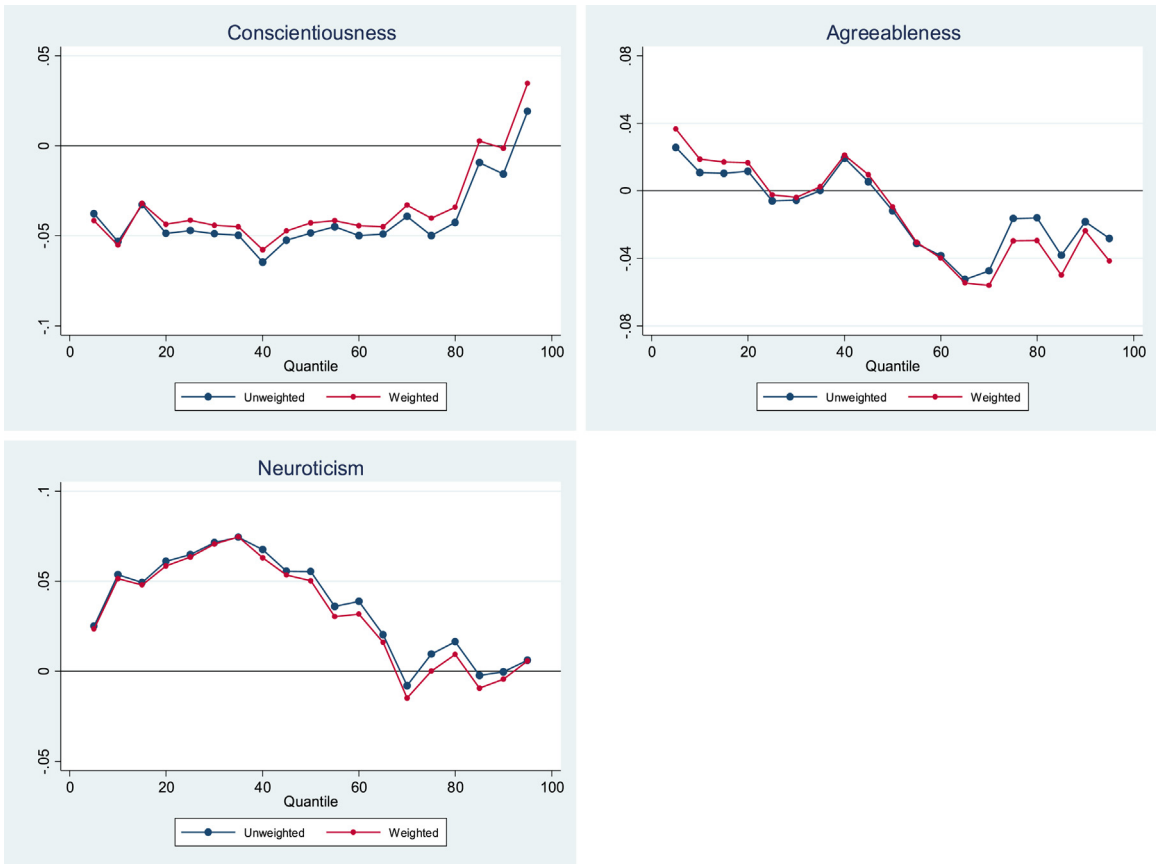 Conscientiousness
.05
0
-.05
-.1
0 20 40 60 80 100
Quantile
Unweighted Weighted
Agreeableness
.08
.04
0
-.04
-.08
0 20 40 60 80 100
Quantile
Unweighted Weighted
Neuroticism
.1
.05
0
-.05
0 20 40 60 80 100
Quantile
Unweighted Weighted